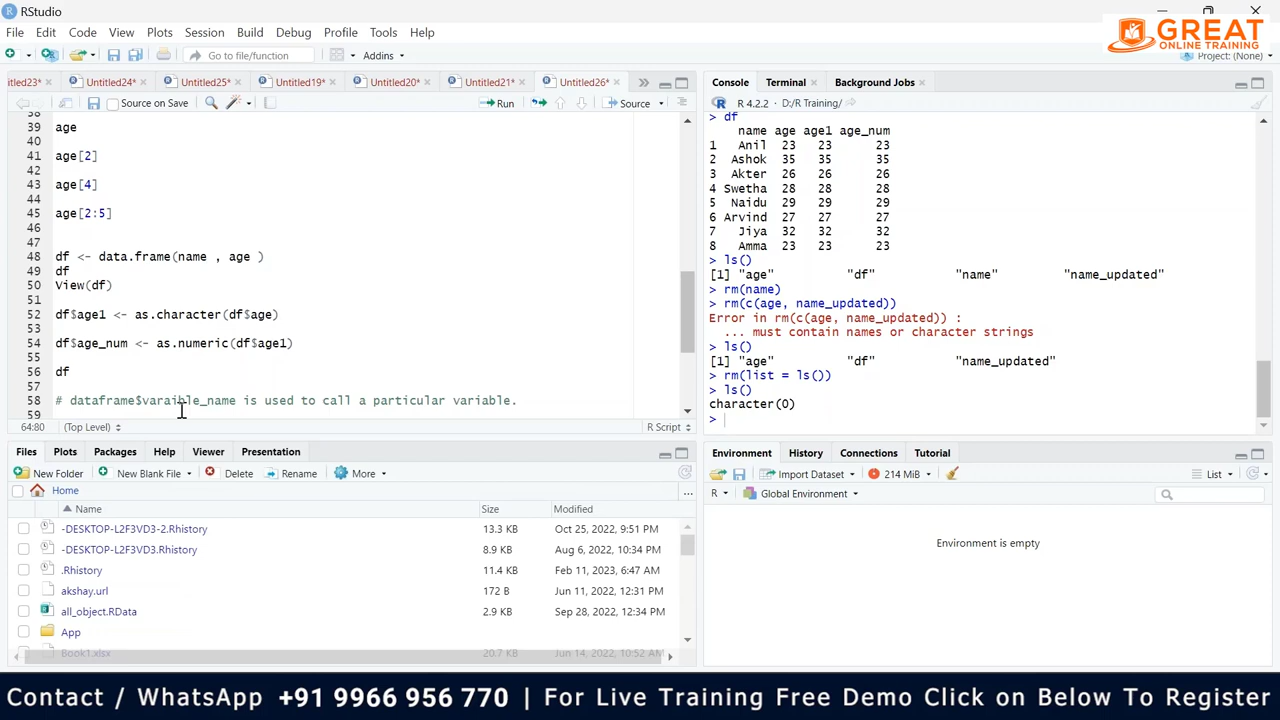 RStudio
GREAT
ONLINE TRAINING
File Edit Code View Plots Session Build Debug Profile Tools Help
Go to file/function Addins Project: (None)
itled23* Untitled24* Untitled25* Untitled19* Untitled20* Untitled21* Untitled26*
Source on Save Run Source
38
39 age
40
41 age[2]
42
43 age[4]
44
45 age[2:5]
46
47
48 df <- data.frame(name , age )
49 df
50 View(df)
51
52 df$age1 <- as.character(df$age)
53
54 df$age_num <- as.numeric(df$age1)
55
56 df
57
58 # dataframe$varaible_name is used to call a particular variable.
59
64:80 (Top Level) R Script
Console Terminal Background Jobs
R 4.2.2 · D:/R Training/
> df
name age age1 age_num
1 Anil 23 23 23
2 Ashok 35 35 35
3 Akter 26 26 26
4 Swetha 28 28 28
5 Naidu 29 29 29
6 Arvind 27 27 27
7 Jiya 32 32 32
8 Amma 23 23 23
> ls()
[1] "age" "df" "name" "name_updated"
> rm(name)
> rm(c(age, name_updated))
Error in rm(c(age, name_updated)) :
... must contain names or character strings
> ls()
[1] "age" "df" "name_updated"
> rm(list = ls())
> ls()
character(0)
>
Files Plots Packages Help Viewer Presentation
New Folder New Blank File Delete Rename More
Home
Name Size Modified
-DESKTOP-L2F3VD3-2.Rhistory 13.3 KB Oct 25, 2022, 9:51 PM
-DESKTOP-L2F3VD3.Rhistory 8.9 KB Aug 6, 2022, 10:34 PM
.Rhistory 11.4 KB Feb 11, 2023, 6:47 AM
akshay.url 172 B Jun 11, 2022, 12:31 PM
all_object.RData 2.9 KB Sep 28, 2022, 12:34 PM
App
Book1.xlsx 20.7 KB Jun 14, 2022, 10:52 AM
Environment History Connections Tutorial
Import Dataset 214 MiB List
R Global Environment
Environment is empty
Contact / WhatsApp +91 9966 956 770 | For Live Training Free Demo Click on Below To Register